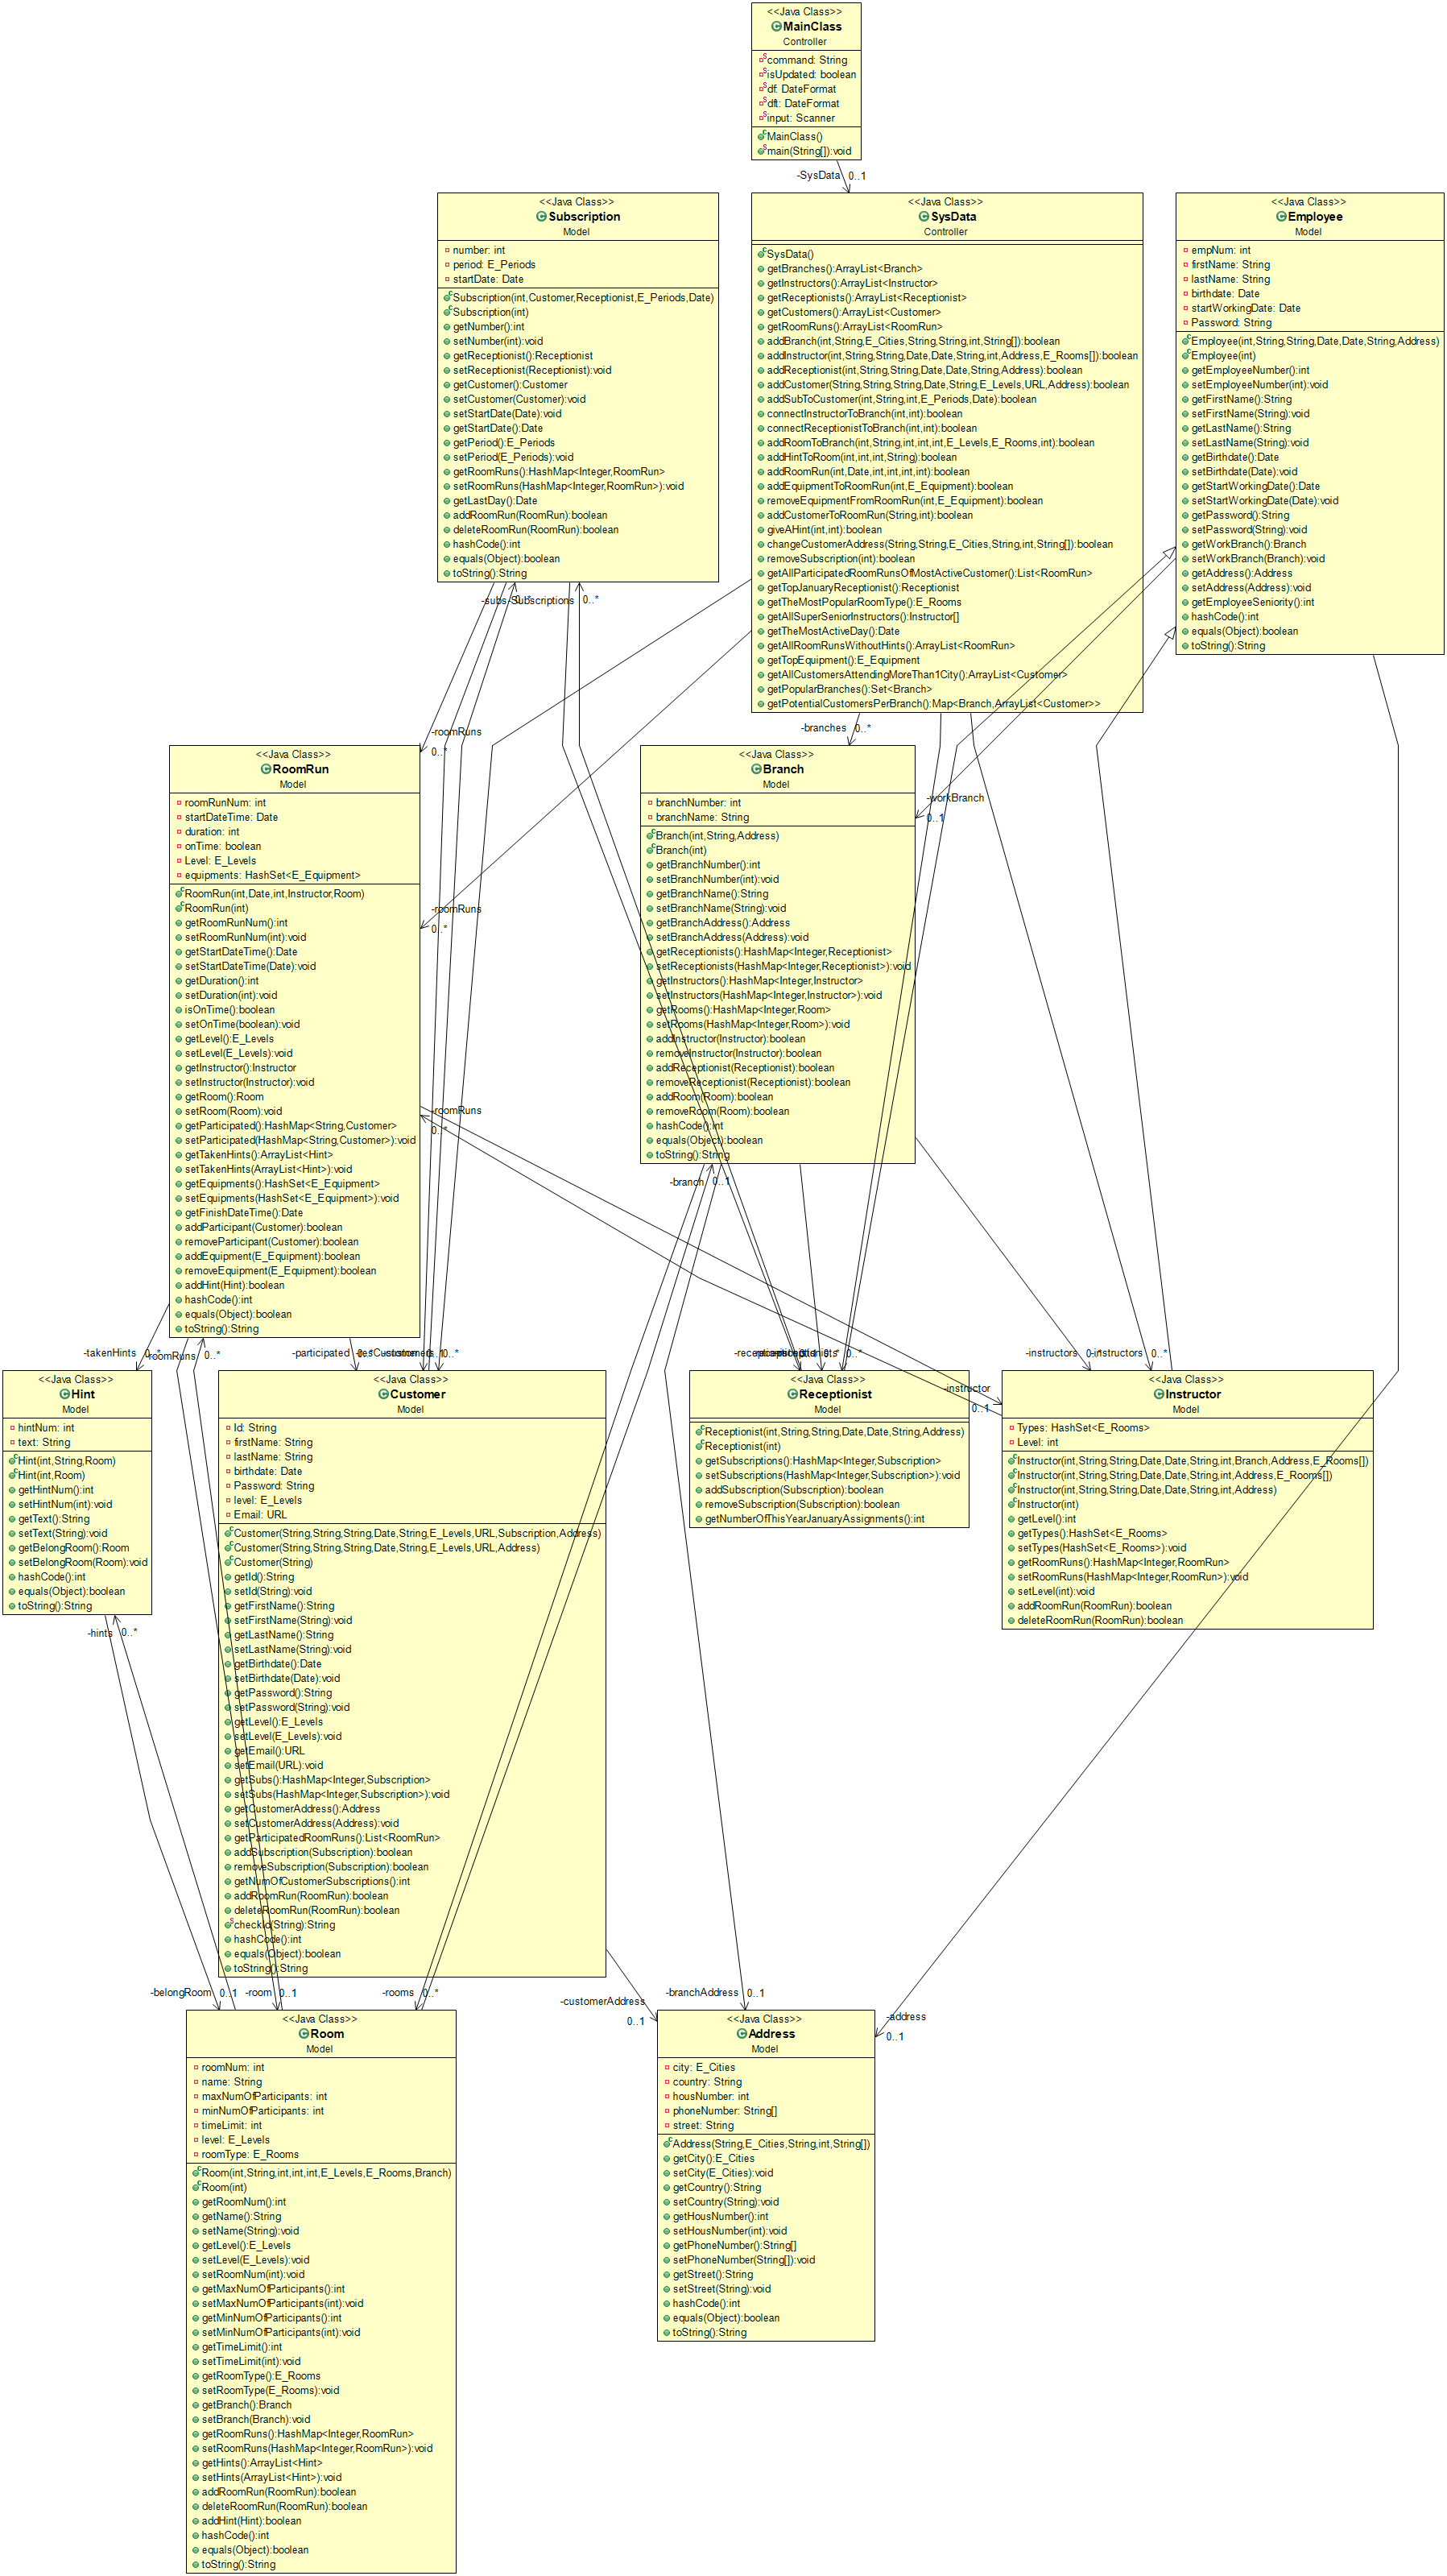 <<Java Class>>
MainClass
Controller
command: String
isUpdated: boolean
df: DateFormat
dft: DateFormat
input: Scanner
MainClass()
main(String[]):void
-SysData 0..1
<<Java Class>>
Subscription
Model
number: int
period: E_Periods
startDate: Date
Subscription(int,Customer,Receptionist,E_Periods,Date)
Subscription(int)
getNumber():int
setNumber(int):void
getReceptionist():Receptionist
setReceptionist(Receptionist):void
getCustomer():Customer
setCustomer(Customer):void
setStartDate(Date):void
getStartDate():Date
getPeriod():E_Periods
setPeriod(E_Periods):void
getRoomRuns():HashMap<Integer,RoomRun>
setRoomRuns(HashMap<Integer,RoomRun>):void
getLastDay():Date
addRoomRun(RoomRun):boolean
deleteRoomRun(RoomRun):boolean
hashCode():int
equals(Object):boolean
toString():String
<<Java Class>>
SysData
Controller
SysData()
getBranches():ArrayList<Branch>
getInstructors():ArrayList<Instructor>
getReceptionists():ArrayList<Receptionist>
getCustomers():ArrayList<Customer>
getRoomRuns():ArrayList<RoomRun>
addBranch(int,String,E_Cities,String,String,int,String[]):boolean
addInstructor(int,String,String,Date,Date,String,int,Address,E_Rooms[]):boolean
addReceptionist(int,String,String,Date,Date,String,Address):boolean
addCustomer(String,String,String,Date,String,E_Levels,URL,Address):boolean
addSubToCustomer(int,String,int,E_Periods,Date):boolean
connectInstructorToBranch(int,int):boolean
connectReceptionistToBranch(int,int):boolean
addRoomToBranch(int,String,int,int,int,E_Levels,E_Rooms,int):boolean
addHintToRoom(int,int,int,String):boolean
addRoomRun(int,Date,int,int,int,int):boolean
addEquipmentToRoomRun(int,E_Equipment):boolean
removeEquipmentFromRoomRun(int,E_Equipment):boolean
addCustomerToRoomRun(String,int):boolean
giveAHint(int,int):boolean
changeCustomerAddress(String,String,E_Cities,String,int,String[]):boolean
removeSubscription(int):boolean
getAllParticipatedRoomRunsOfMostActiveCustomer():List<RoomRun>
getTopJanuaryReceptionist():Receptionist
getTheMostPopularRoomType():E_Rooms
getAllSuperSeniorInstructors():Instructor[]
getTheMostActiveDay():Date
getAllRoomRunsWithoutHints():ArrayList<RoomRun>
getTopEquipment():E_Equipment
getAllCustomersAttendingMoreThan1City():ArrayList<Customer>
getPopularBranches():Set<Branch>
getPotentialCustomersPerBranch():Map<Branch,ArrayList<Customer>>
<<Java Class>>
Employee
Model
empNum: int
firstName: String
lastName: String
birthdate: Date
startWorkingDate: Date
Password: String
Employee(int,String,String,Date,Date,String,Address)
Employee(int)
getEmployeeNumber():int
setEmployeeNumber(int):void
getFirstName():String
setFirstName(String):void
getLastName():String
setLastName(String):void
getBirthdate():Date
setBirthdate(Date):void
getStartWorkingDate():Date
setStartWorkingDate(Date):void
getPassword():String
setPassword(String):void
getWorkBranch():Branch
setWorkBranch(Branch):void
getAddress():Address
setAddress(Address):void
getEmployeeSeniority():int
hashCode():int
equals(Object):boolean
toString():String
-subs
-Subscriptions 0..*
-roomRuns
0..*
-branches 0..*
<<Java Class>>
RoomRun
Model
roomRunNum: int
startDateTime: Date
duration: int
onTime: boolean
Level: E_Levels
equipments: HashSet<E_Equipment>
RoomRun(int,Date,int,Instructor,Room)
RoomRun(int)
getRoomRunNum():int
setRoomRunNum(int):void
getStartDateTime():Date
setStartDateTime(Date):void
getDuration():int
setDuration(int):void
isOnTime():boolean
setOnTime(boolean):void
getLevel():E_Levels
setLevel(E_Levels):void
getInstructor():Instructor
setInstructor(Instructor):void
getRoom():Room
setRoom(Room):void
getParticipated():HashMap<String,Customer>
setParticipated(HashMap<String,Customer>):void
getTakenHints():ArrayList<Hint>
setTakenHints(ArrayList<Hint>):void
getEquipments():HashSet<E_Equipment>
setEquipments(HashSet<E_Equipment>):void
getFinishDateTime():Date
addParticipant(Customer):boolean
removeParticipant(Customer):boolean
addEquipment(E_Equipment):boolean
removeEquipment(E_Equipment):boolean
addHint(Hint):boolean
hashCode():int
equals(Object):boolean
toString():String
-roomRuns
0..*
-roomRuns
0..*
<<Java Class>>
Branch
Model
branchNumber: int
branchName: String
Branch(int,String,Address)
Branch(int)
getBranchNumber():int
setBranchNumber(int):void
getBranchName():String
setBranchName(String):void
getBranchAddress():Address
setBranchAddress(Address):void
getReceptionists():HashMap<Integer,Receptionist>
setReceptionists(HashMap<Integer,Receptionist>):void
getInstructors():HashMap<Integer,Instructor>
setInstructors(HashMap<Integer,Instructor>):void
getRooms():HashMap<Integer,Room>
setRooms(HashMap<Integer,Room>):void
addInstructor(Instructor):boolean
removeInstructor(Instructor):boolean
addReceptionist(Receptionist):boolean
removeReceptionist(Receptionist):boolean
addRoom(Room):boolean
removeRoom(Room):boolean
hashCode():int
equals(Object):boolean
toString():String
-workBranch
0..1
-branch 0..1
-takenHints 0..*
-roomRuns 0..*
-participated
0..*
-instructors 0..*
-instructors 0..*
-instructor
0..1
<<Java Class>>
Hint
Model
hintNum: int
text: String
Hint(int,String,Room)
Hint(int,Room)
getHintNum():int
setHintNum(int):void
getText():String
setText(String):void
getBelongRoom():Room
setBelongRoom(Room):void
hashCode():int
equals(Object):boolean
toString():String
-hints 0..*
<<Java Class>>
Customer
Model
Id: String
firstName: String
lastName: String
birthdate: Date
Password: String
level: E_Levels
Email: URL
Customer(String,String,String,Date,String,E_Levels,URL,Subscription,Address)
Customer(String,String,String,Date,String,E_Levels,URL,Address)
Customer(String)
getId():String
setId(String):void
getFirstName():String
setFirstName(String):void
getLastName():String
setLastName(String):void
getBirthdate():Date
setBirthdate(Date):void
getPassword():String
setPassword(String):void
getLevel():E_Levels
setLevel(E_Levels):void
getEmail():URL
setEmail(URL):void
getSubs():HashMap<Integer,Subscription>
setSubs(HashMap<Integer,Subscription>):void
getCustomerAddress():Address
setCustomerAddress(Address):void
getParticipatedRoomRuns():List<RoomRun>
addSubscription(Subscription):boolean
removeSubscription(Subscription):boolean
getNumOfCustomerSubscriptions():int
addRoomRun(RoomRun):boolean
deleteRoomRun(RoomRun):boolean
checkId(String):String
hashCode():int
equals(Object):boolean
toString():String
<<Java Class>>
Receptionist
Model
Receptionist(int,String,String,Date,Date,String,Address)
Receptionist(int)
getSubscriptions():HashMap<Integer,Subscription>
setSubscriptions(HashMap<Integer,Subscription>):void
addSubscription(Subscription):boolean
removeSubscription(Subscription):boolean
getNumberOfThisYearJanuaryAssignments():int
<<Java Class>>
Instructor
Model
Types: HashSet<E_Rooms>
Level: int
Instructor(int,String,String,Date,Date,String,int,Branch,Address,E_Rooms[])
Instructor(int,String,String,Date,Date,String,int,Address,E_Rooms[])
Instructor(int,String,String,Date,Date,String,int,Address)
Instructor(int)
getLevel():int
getTypes():HashSet<E_Rooms>
setTypes(HashSet<E_Rooms>):void
getRoomRuns():HashMap<Integer,RoomRun>
setRoomRuns(HashMap<Integer,RoomRun>):void
setLevel(int):void
addRoomRun(RoomRun):boolean
deleteRoomRun(RoomRun):boolean
-belongRoom 0..1
-room 0..1
-rooms 0..*
-customerAddress
0..1
-branchAddress 0..1
-address
0..1
<<Java Class>>
Room
Model
roomNum: int
name: String
maxNumOfParticipants: int
minNumOfParticipants: int
timeLimit: int
level: E_Levels
roomType: E_Rooms
Room(int,String,int,int,int,E_Levels,E_Rooms,Branch)
Room(int)
getRoomNum():int
getName():String
setName(String):void
getLevel():E_Levels
setLevel(E_Levels):void
setRoomNum(int):void
getMaxNumOfParticipants():int
setMaxNumOfParticipants(int):void
getMinNumOfParticipants():int
setMinNumOfParticipants(int):void
getTimeLimit():int
setTimeLimit(int):void
getRoomType():E_Rooms
setRoomType(E_Rooms):void
getBranch():Branch
setBranch(Branch):void
getRoomRuns():HashMap<Integer,RoomRun>
setRoomRuns(HashMap<Integer,RoomRun>):void
getHints():ArrayList<Hint>
setHints(ArrayList<Hint>):void
addRoomRun(RoomRun):boolean
deleteRoomRun(RoomRun):boolean
addHint(Hint):boolean
hashCode():int
equals(Object):boolean
toString():String
<<Java Class>>
Address
Model
city: E_Cities
country: String
housNumber: int
phoneNumber: String[]
street: String
Address(String,E_Cities,String,int,String[])
getCity():E_Cities
setCity(E_Cities):void
getCountry():String
setCountry(String):void
getHousNumber():int
setHousNumber(int):void
getPhoneNumber():String[]
setPhoneNumber(String[]):void
getStreet():String
setStreet(String):void
hashCode():int
equals(Object):boolean
toString():String